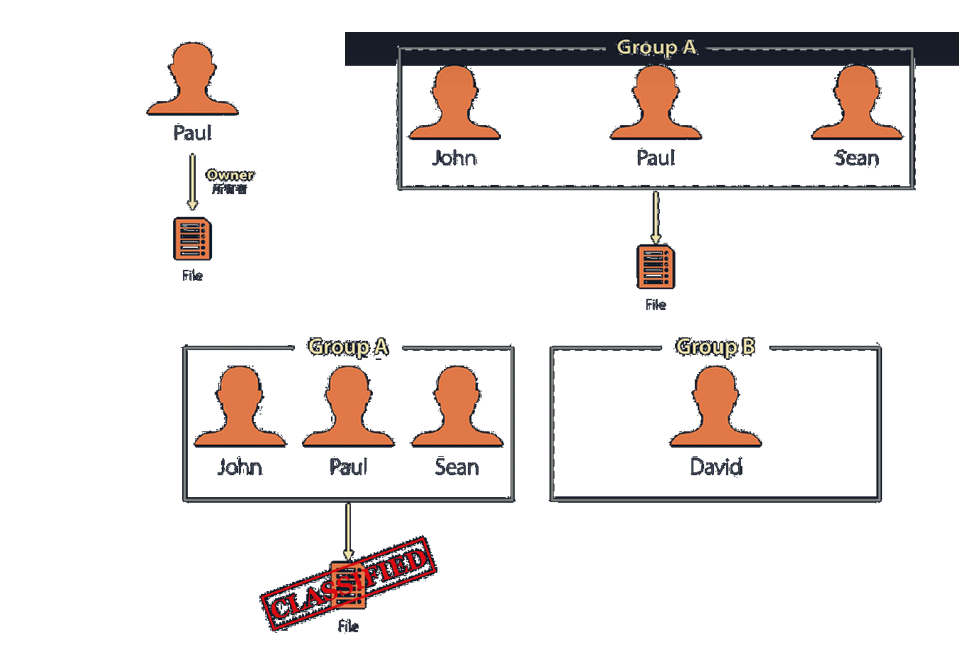 Paul
Owner
所有者
File
Group A
John
Paul
Sean
File
Group A
John
Paul
Sean
CLASSIFIED
File
Group B
David